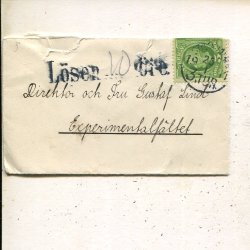 Lösen 10 öre.
Direktör och Fru Gustaf Lind
Experimentalfältet